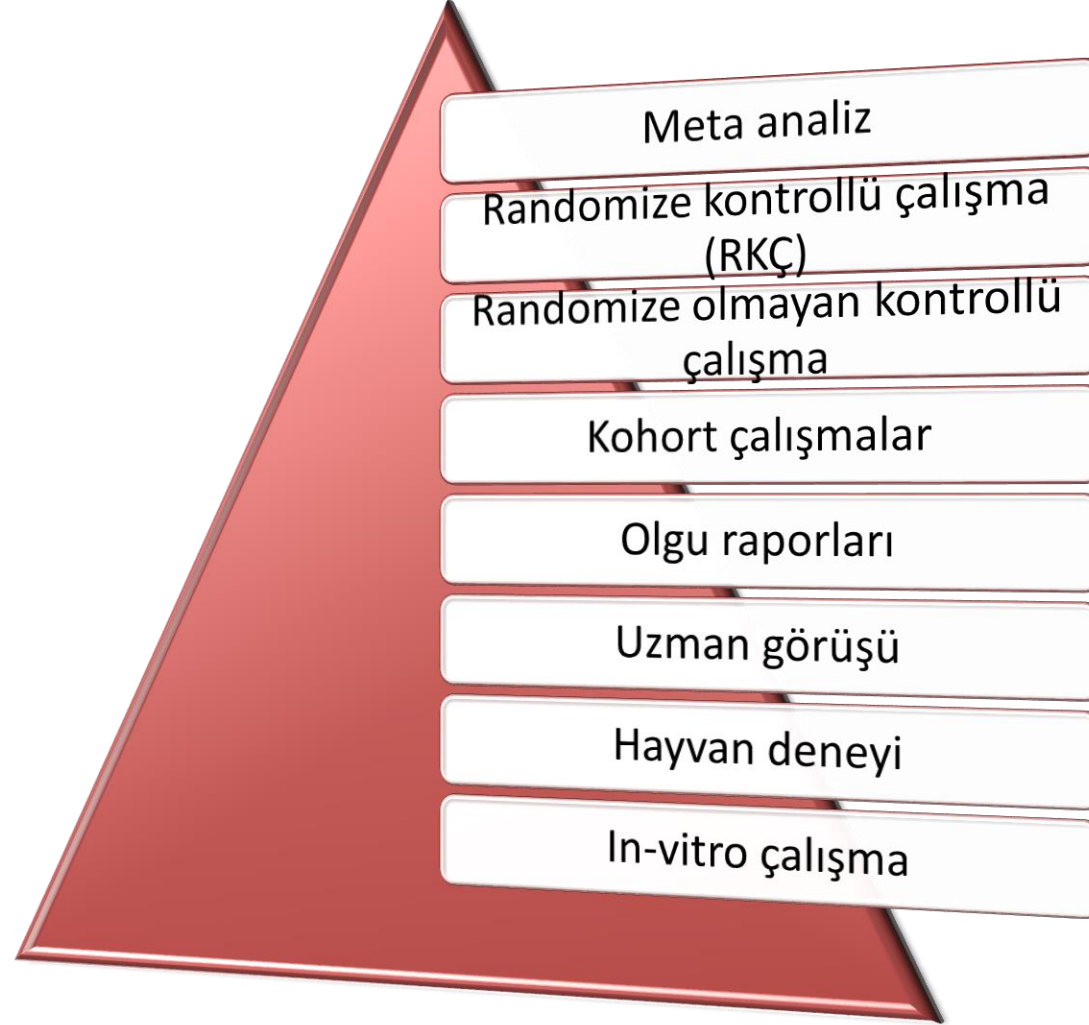 Meta analiz
Randomize kontrollü çalışma
(RKÇ)
Randomize olmayan kontrollü
çalışma
Kohort çalışmalar
Olgu raporları
Uzman görüşü
Hayvan deneyi
In-vitro çalışma